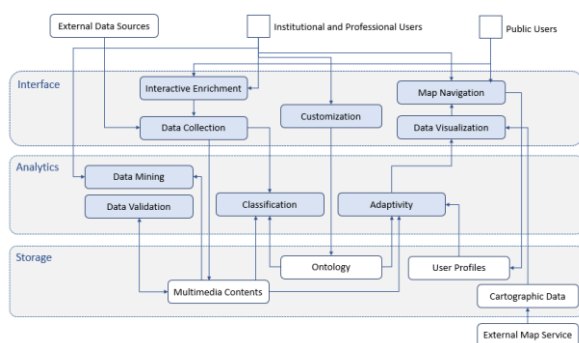 External Data Sources
Institutional and Professional Users
Public Users
Interface
Interactive Enrichment
Map Navigation
Customization
Data Collection
Data Visualization
Analytics
Data Mining
Data Validation
Classification
Adaptivity
Storage
Ontology
User Profiles
Multimedia Contents
Cartographic Data
External Map Service